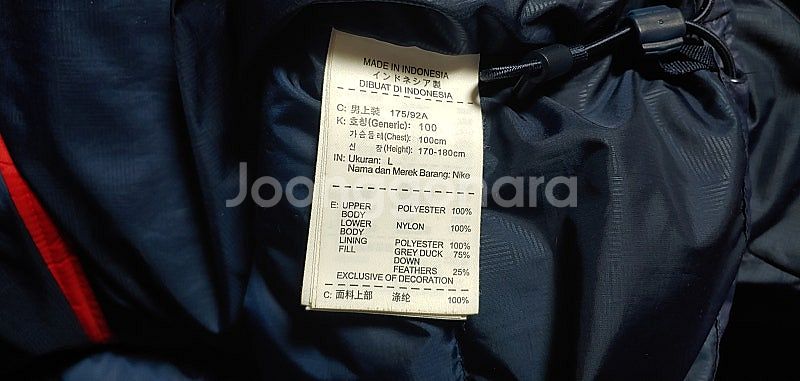 MADE IN INDONESIA
インドネシア製
DIBUAT DI INDONESIA
C: 男上装 175/92A
K: 호칭(Generic): 100
가슴둘레(Chest): 100cm
신 장(Height): 170-180cm
IN: Ukuran: L
Nama dan Merek Barang: Nike
E: UPPER BODY POLYESTER 100%
LOWER BODY NYLON 100%
LINING POLYESTER 100%
FILL GREY DUCK DOWN 75%
FEATHERS 25%
EXCLUSIVE OF DECORATION
C: 面料上部 涤纶 100%